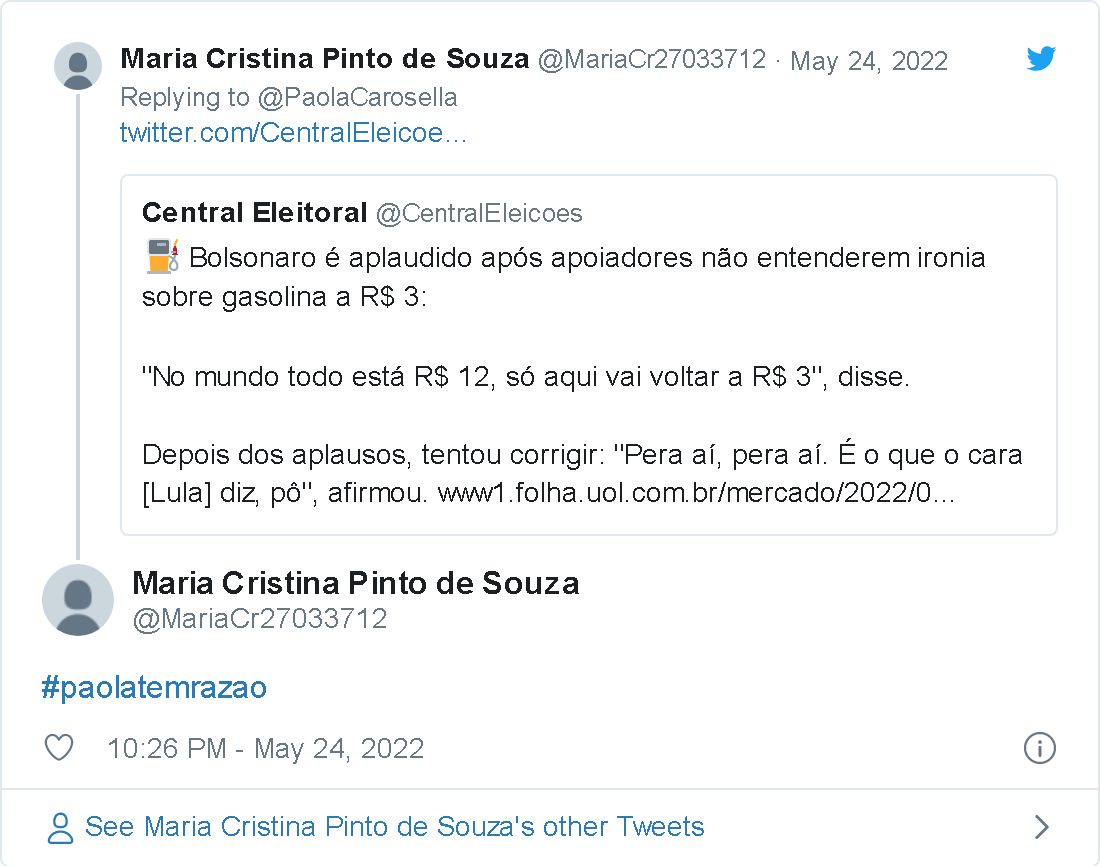 Maria Cristina Pinto de Souza @MariaCr27033712 · May 24, 2022
Replying to @PaolaCarosella
twitter.com/CentralEleicoe...
Central Eleitoral @CentralEleicoes
⛽ Bolsonaro é aplaudido após apoiadores não entenderem ironia
sobre gasolina a R$ 3:
"No mundo todo está R$ 12, só aqui vai voltar a R$ 3", disse.
Depois dos aplausos, tentou corrigir: "Pera aí, pera aí. É o que o cara
[Lula] diz, pô", afirmou. www1.folha.uol.com.br/mercado/2022/0...
Maria Cristina Pinto de Souza
@MariaCr27033712
#paolatemrazao
10:26 PM - May 24, 2022
See Maria Cristina Pinto de Souza's other Tweets